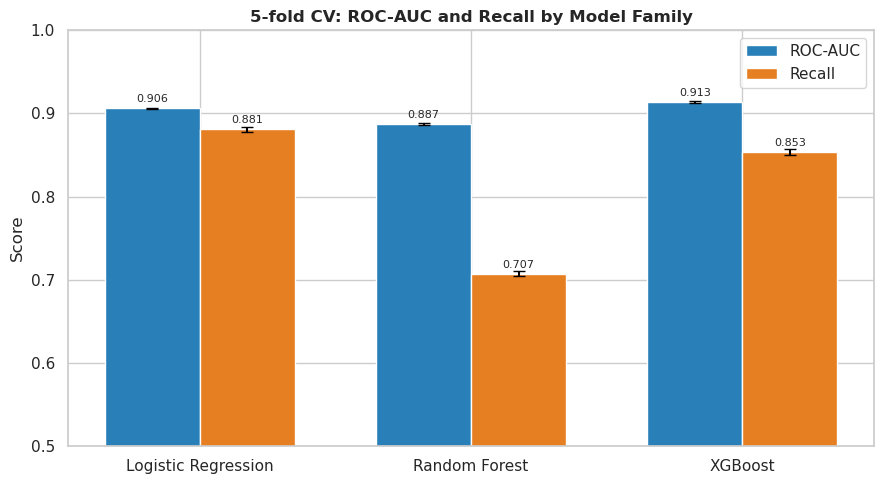 5-fold CV: ROC-AUC and Recall by Model Family
1.0
0.9
0.8
0.7
0.6
0.5
Score
ROC-AUC
Recall
0.906
0.881
0.887
0.707
0.913
0.853
Logistic Regression
Random Forest
XGBoost